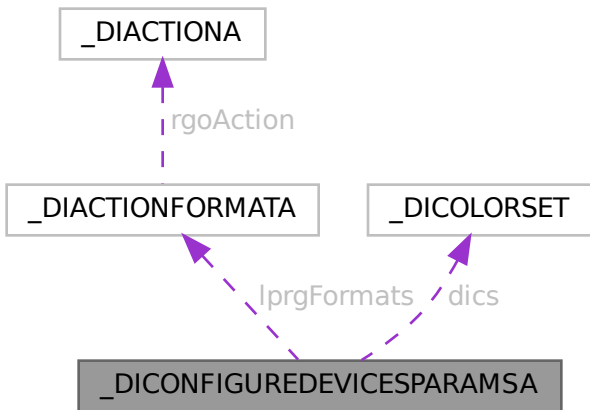 _DIACTIONA
rgoAction
_DIACTIONFORMATA
_DICOLORSET
lprgFormats
dics
_DICONFIGUREDEVICESPARAMSA